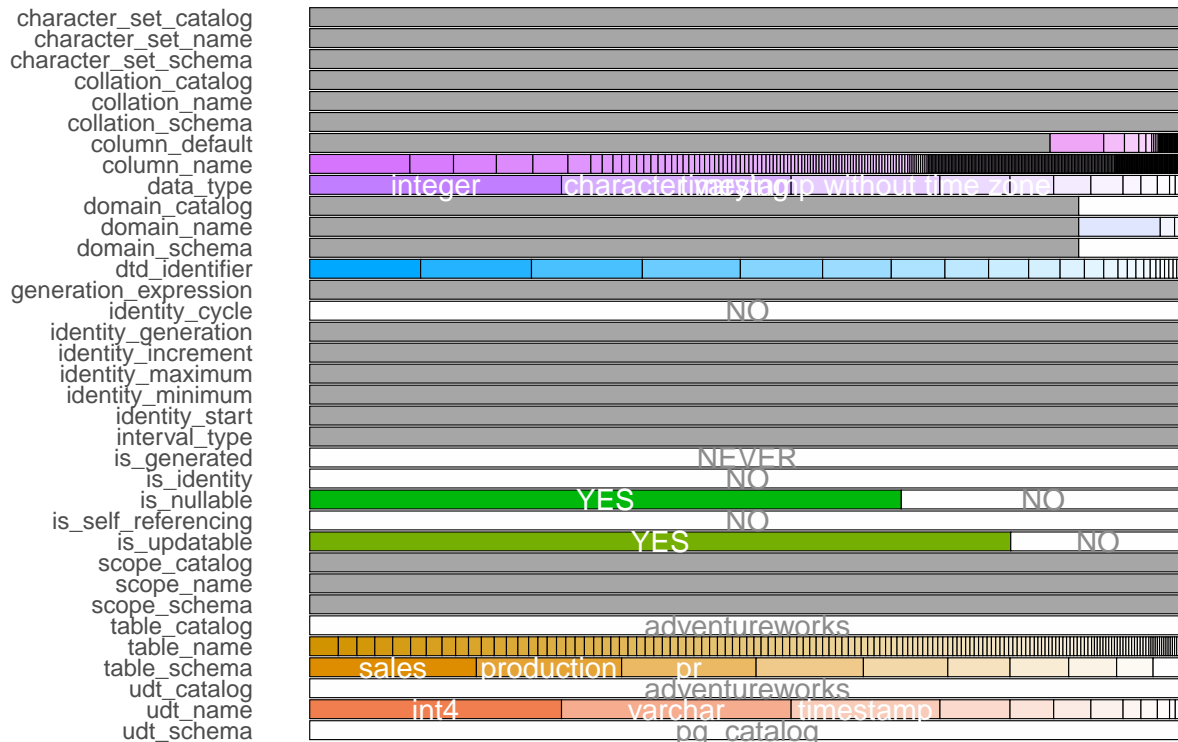 character_set_catalog
character_set_name
character_set_schema
collation_catalog
collation_name
collation_schema
column_default
column_name
data_type integer character varying timestamp without time zone
domain_catalog
domain_name
domain_schema
dtd_identifier
generation_expression
identity_cycle NO
identity_generation
identity_increment
identity_maximum
identity_minimum
identity_start
interval_type
is_generated NEVER
is_identity NO
is_nullable YES NO
is_self_referencing NO
is_updatable YES NO
scope_catalog
scope_name
scope_schema
table_catalog adventureworks
table_name
table_schema sales production pr
udt_catalog adventureworks
udt_name int4 varchar timestamp
udt_schema pg_catalog